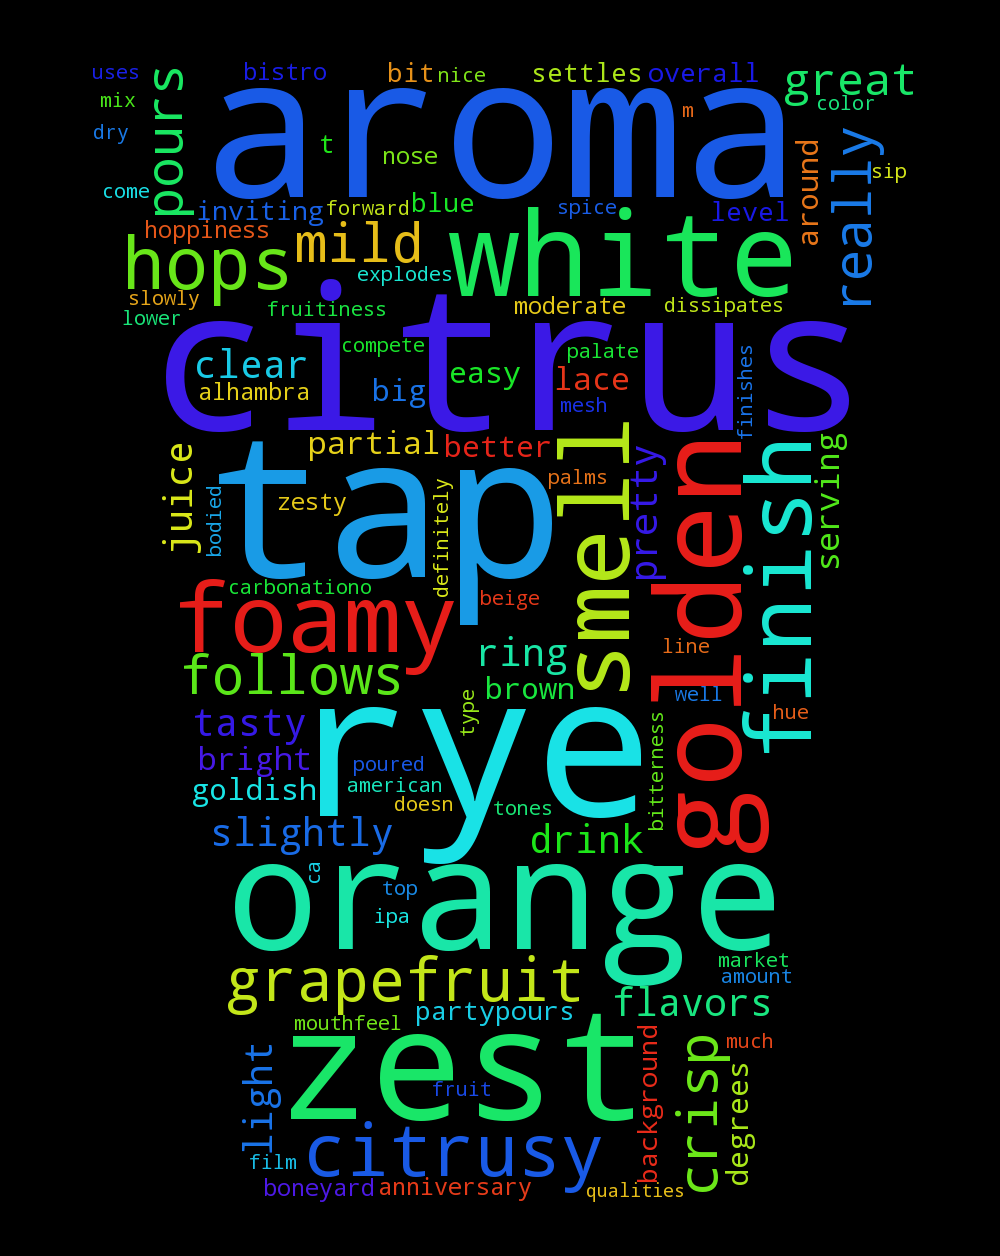 uses
bistro
bit
nice
settles
overall
great
mix
pours
aroma
m
color
dry
t
nose
around
really
sip
come
inviting
forward
blue
spice
level
hoppiness
hops
mild
white
explodes
slowly
lower
fruitiness
moderate
dissipates
citrus
clear
compete
easy
palate
alhambra
big
lace
mesh
finishes
juice
partial
better
smell
pretty
golden
finish
serving
bodied
tap
zesty
definitely
palms
carbonationo
beige
foamy
follows
ring
line
brown
well
hue
tasty
type
rye
bright
poured
american
goldish
doesn
tones
bitterness
slightly
drink
ca
top
orange
ipa
market
amount
grapefruit
flavors
partypours
mouthfeel
zest
light
fruit
background
crisp
much
degrees
citrusy
film
boneyard
anniversary
qualities